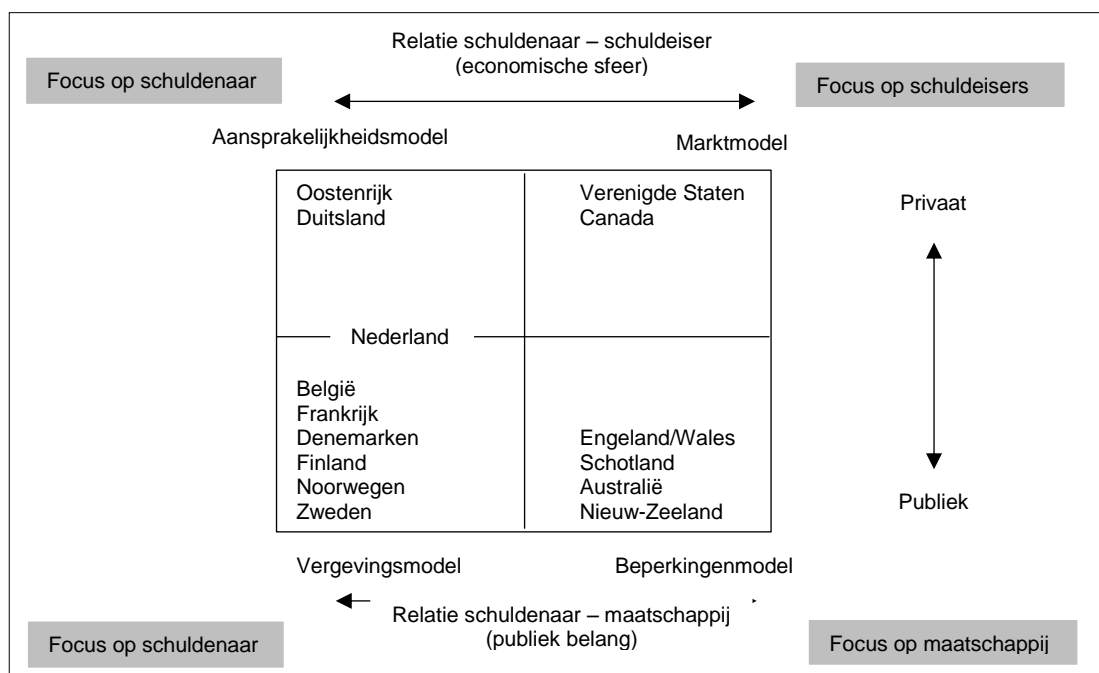 Relatie schuldenaar – schuldeiser
(economische sfeer)
Focus op schuldenaar
Focus op schuldeisers
Aansprakelijkheidsmodel
Marktmodel
Oostenrijk
Duitsland
Verenigde Staten
Canada
Privaat
Nederland
België
Frankrijk
Denemarken
Finland
Noorwegen
Zweden
Engeland/Wales
Schotland
Australië
Nieuw-Zeeland
Publiek
Vergevingsmodel
Beperkingenmodel
Relatie schuldenaar – maatschappij
(publiek belang)
Focus op schuldenaar
Focus op maatschappij